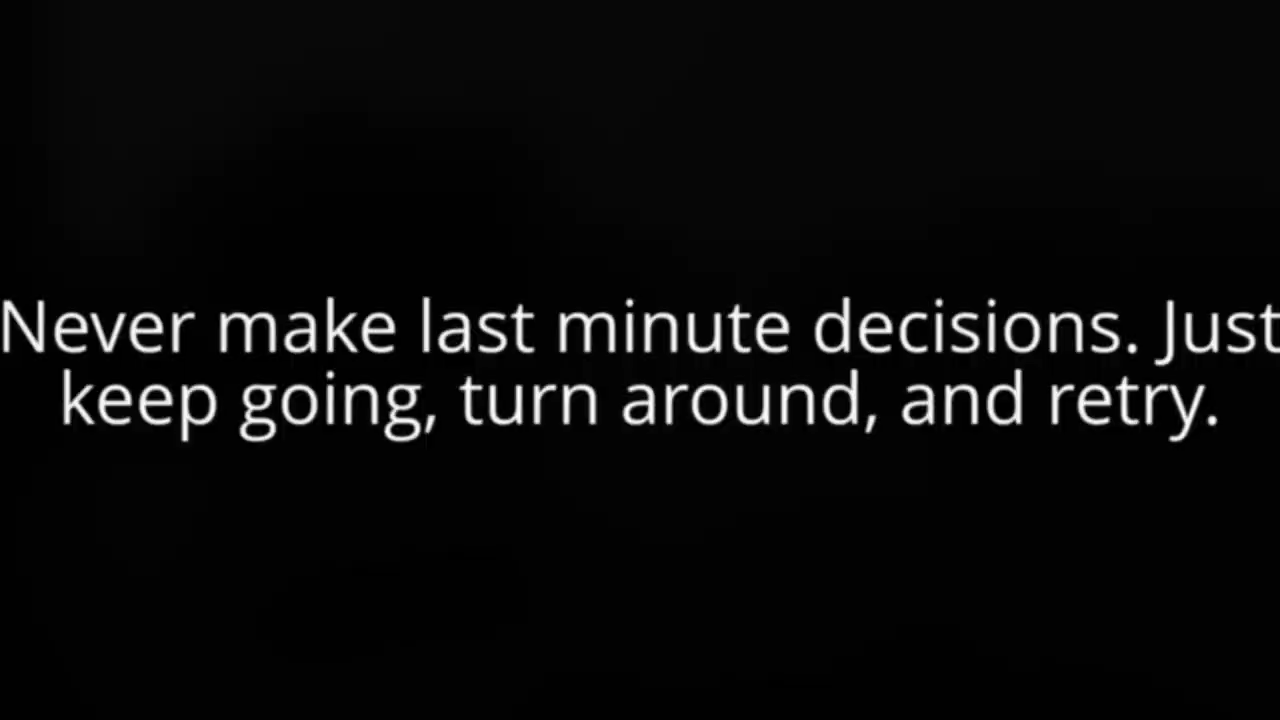 Never make last minute decisions. Just
keep going, turn around, and retry.